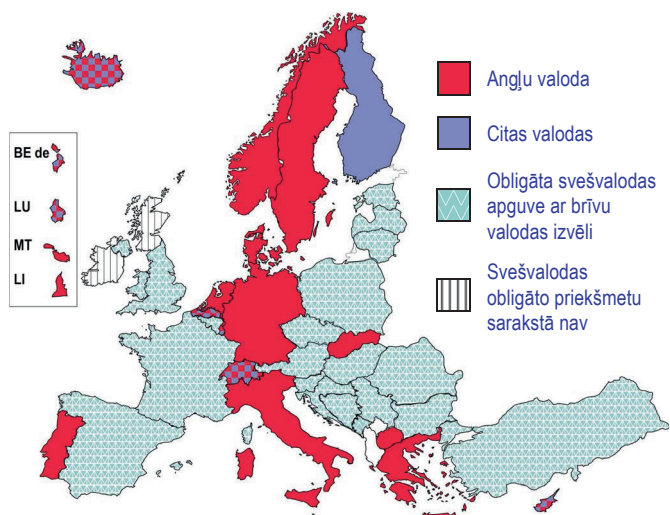 Angļu valoda
Citas valodas
Obligāta svešvalodas
apguve ar brīvu
valodas izvēli
Svešvalodas
obligāto priekšmetu
sarakstā nav
BE de
LU
MT
LI